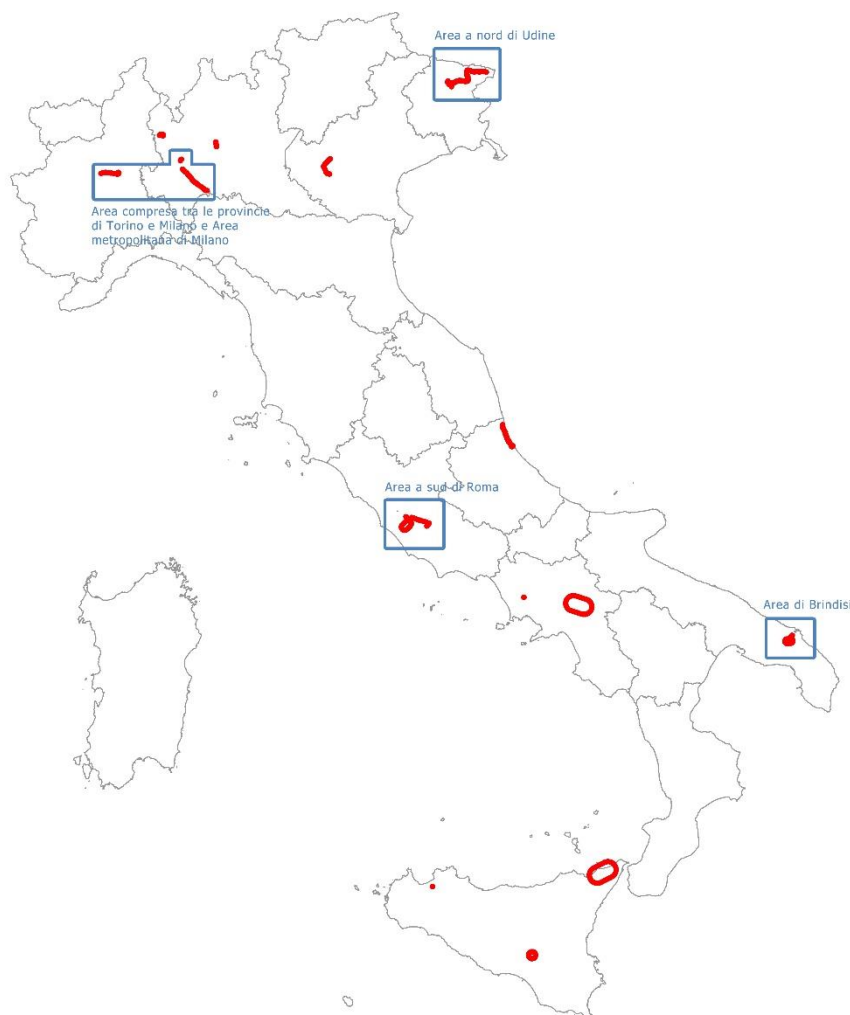 Area a nord di Udine
Area compresa tra le provincie
di Torino e Milano e Area
metropolitana di Milano
Area a sud di Roma
Area di Brindisi